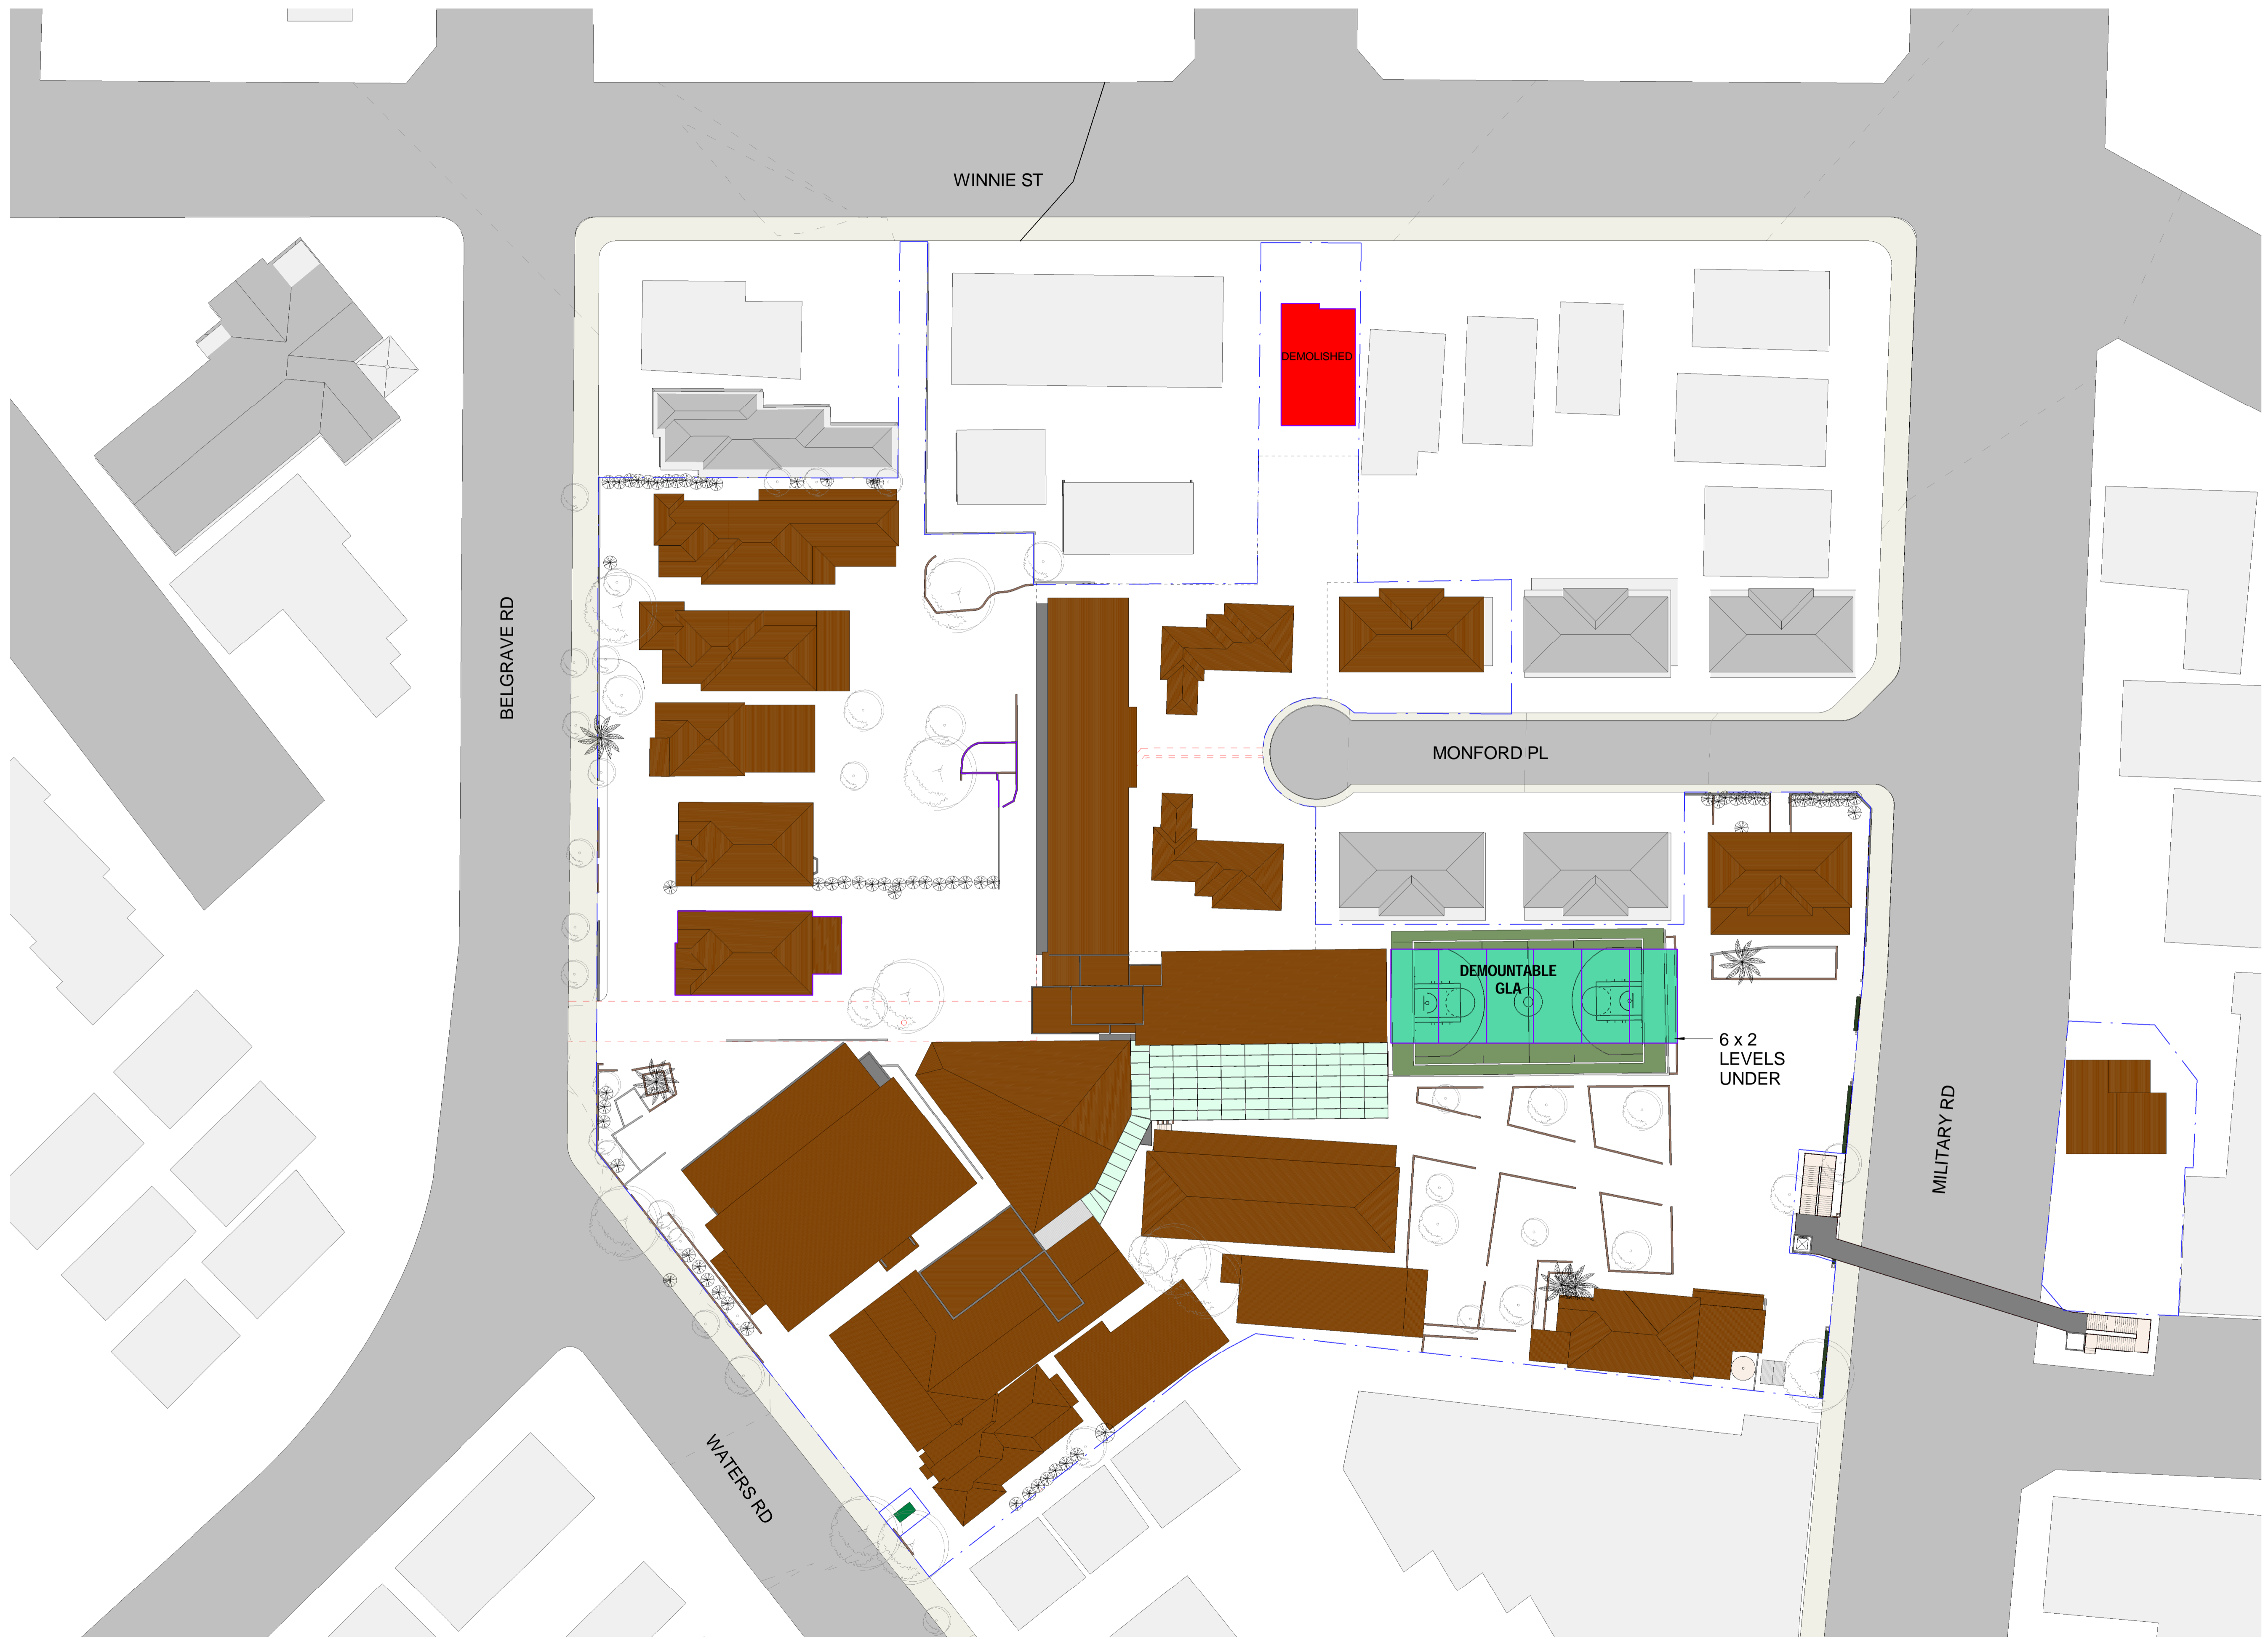 WINNIE ST
DEMOLISHED
BELGRAVE RD
MONFORD PL
DEMOUNTABLE
GLA
6 x 2
LEVELS
UNDER
MILITARY RD
WATERS RD